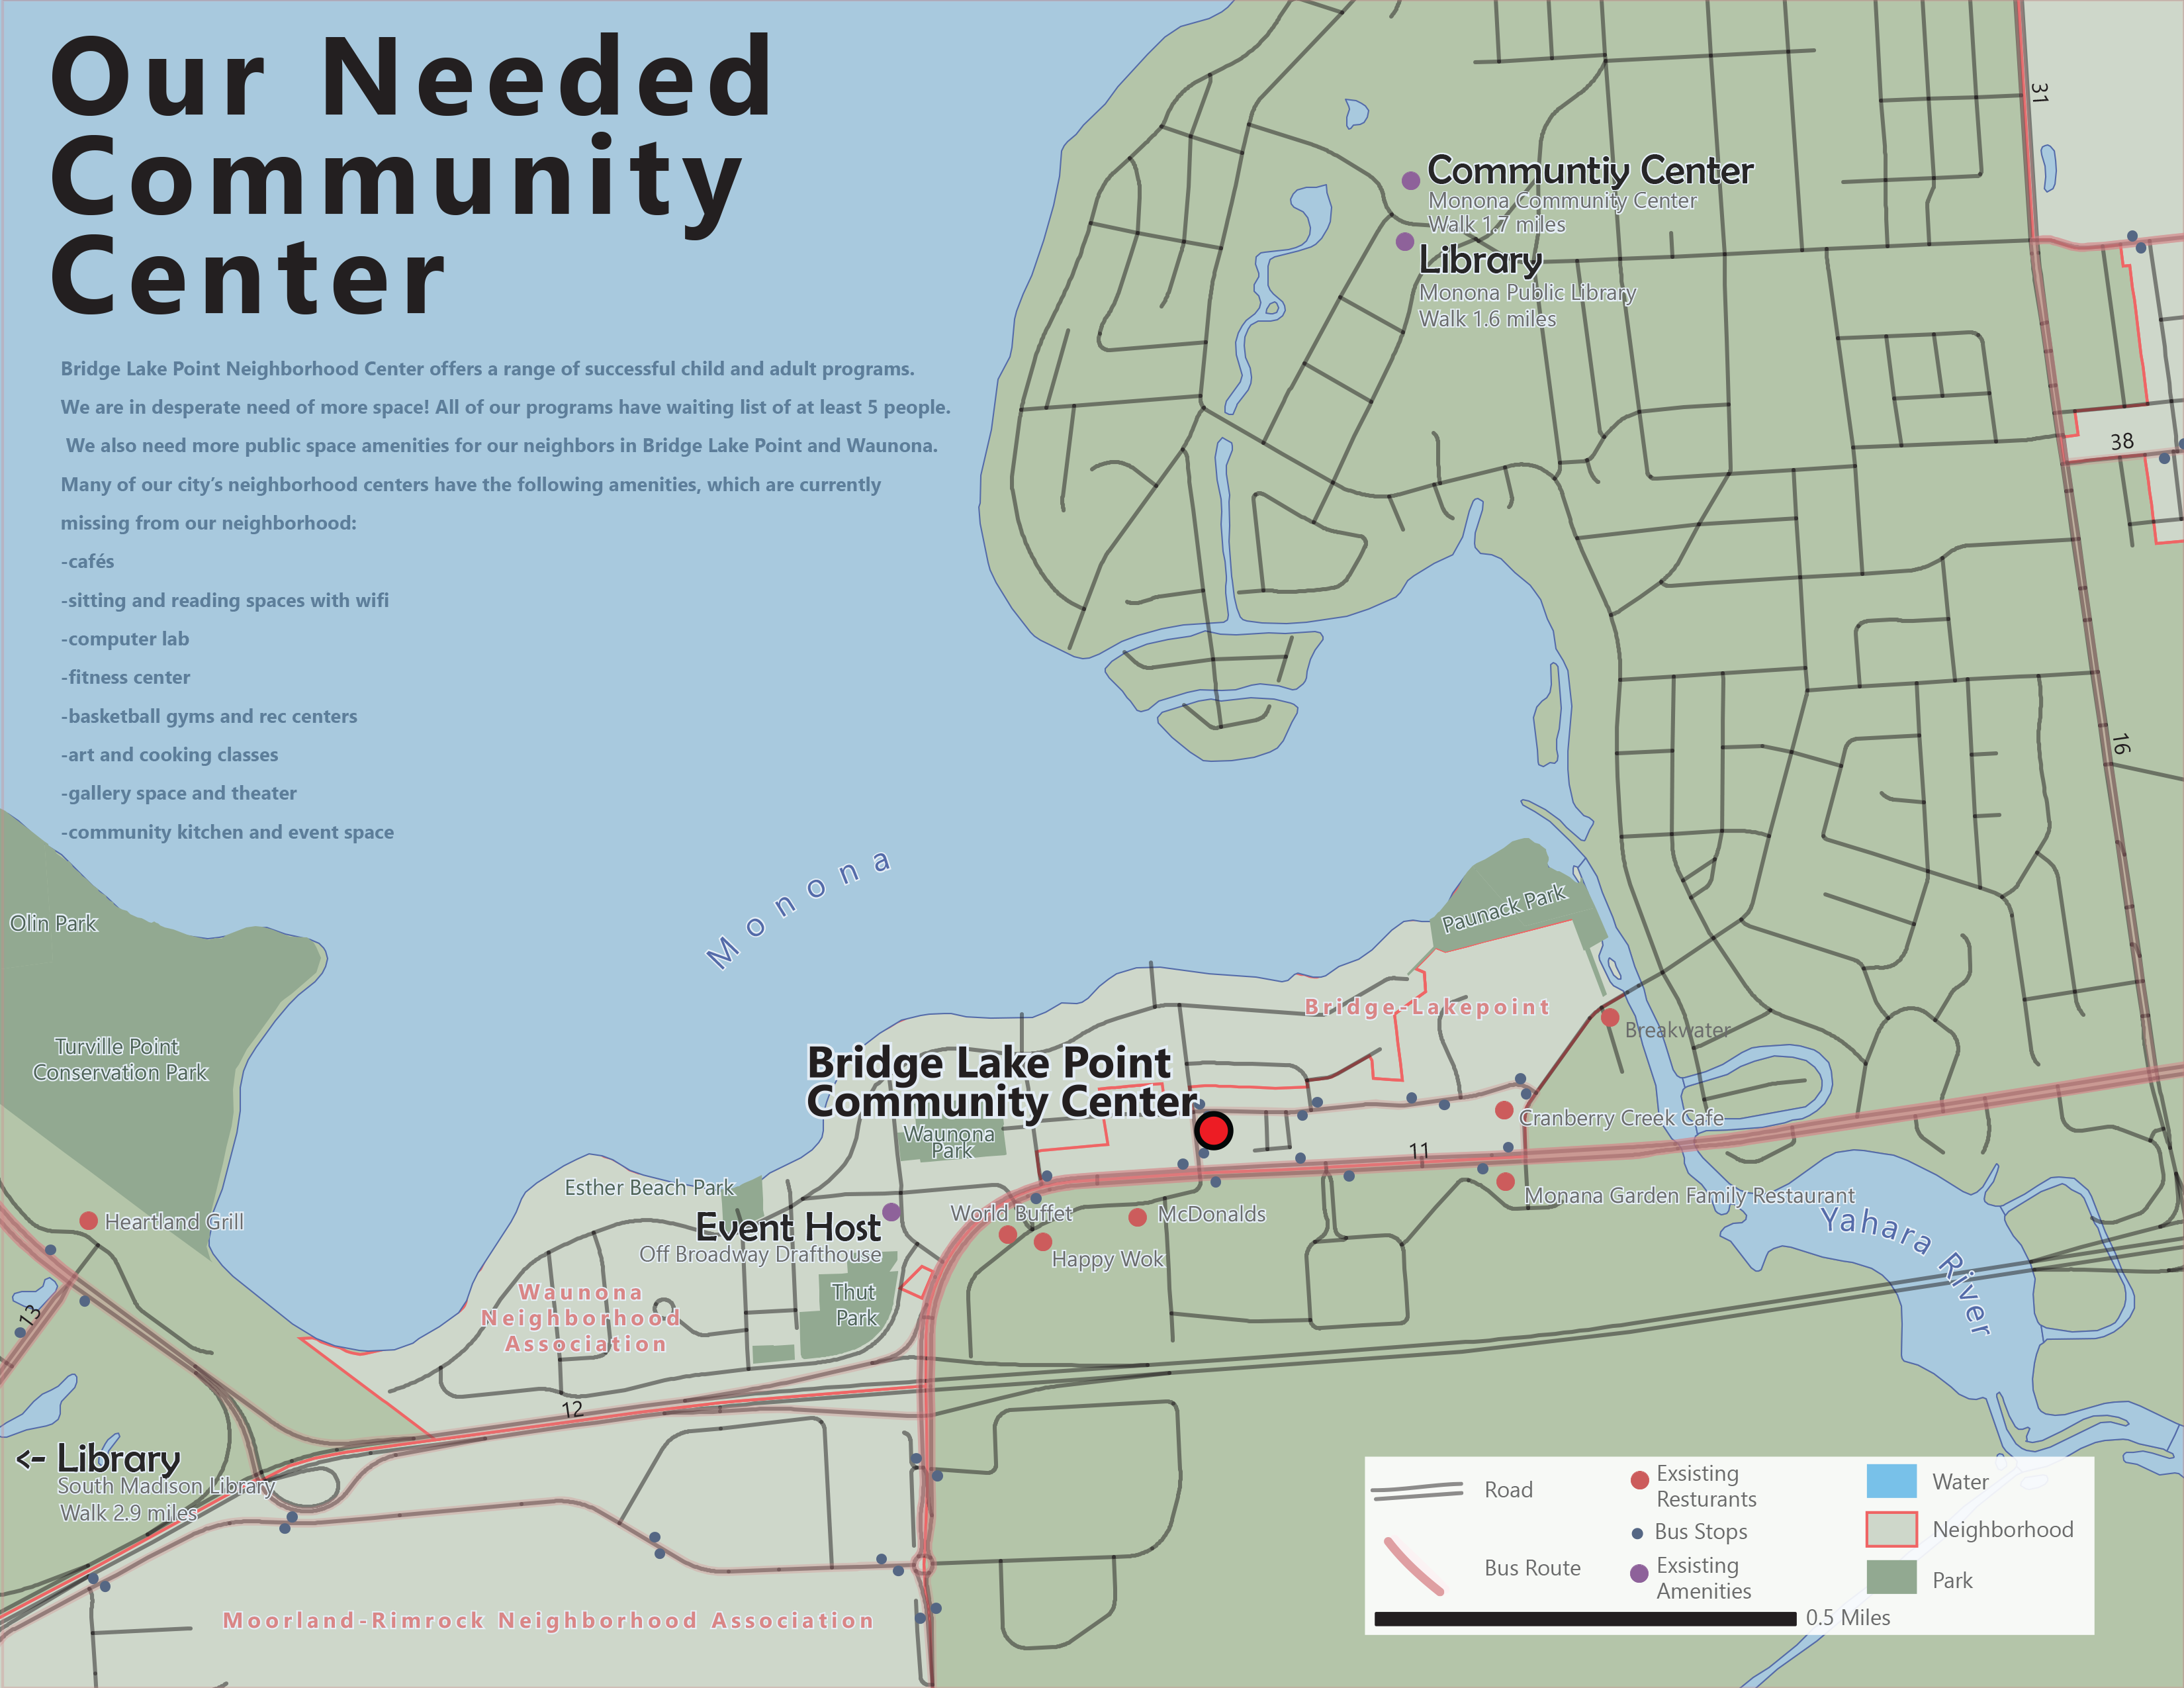 Our Needed
Community
Center
Bridge Lake Point Neighborhood Center offers a range of successful child and adult programs.
We are in desperate need of more space! All of our programs have waiting list of at least 5 people.
We also need more public space amenities for our neighbors in Bridge Lake Point and Waunona.
Many of our city's neighborhood centers have the following amenities, which are currently
missing from our neighborhood:
-cafés
-sitting and reading spaces with wifi
-computer lab
-fitness center
-basketball gyms and rec centers
-art and cooking classes
-gallery space and theater
-community kitchen and event space
31
Communtiy Center
Monona Community Center
Walk 1.7 miles
Library
Monona Public Library
Walk 1.6 miles
38
16
Monona
Olin Park
Paunack Park
Turville Point
Conservation Park
Bridge-Lakepoint
Breakwater
Bridge Lake Point
Community Center
Waunona
Park
Cranberry Creek Cafe
11
Esther Beach Park
Monana Garden Family Restaurant
Heartland Grill
Event Host
Off Broadway Drafthouse
World Buffet
McDonalds
Happy Wok
Yahara River
Thut
Park
Waunona
Neighborhood
Association
13
12
<- Library
South Madison Library
Walk 2.9 miles
Moorland-Rimrock Neighborhood Association
Road
Bus Route
Exsisting
Resturants
Bus Stops
Exsisting
Amenities
Water
Neighborhood
Park
0.5 Miles